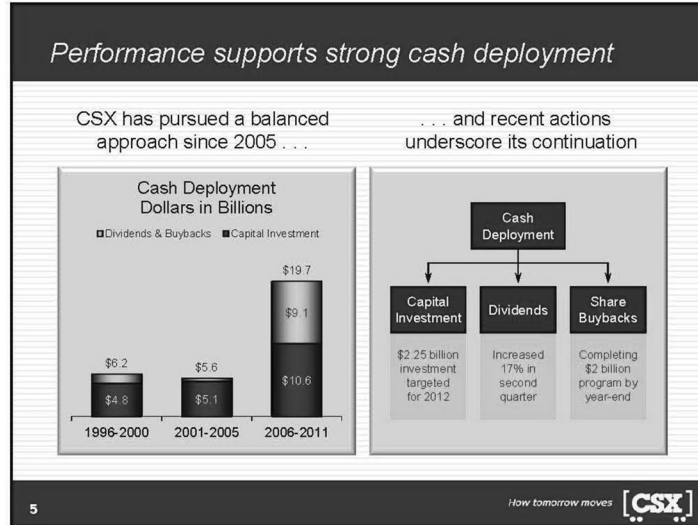 Performance supports strong cash deployment
CSX has pursued a balanced
approach since 2005 . . .
Cash Deployment
Dollars in Billions
Dividends & Buybacks Capital Investment
$19.7
$9.1
$10.6
$6.2
$4.8
$5.6
$5.1
1996-2000 2001-2005 2006-2011
. . . and recent actions
underscore its continuation
Cash
Deployment
Capital
Investment
$2.25 billion
investment
targeted
for 2012
Dividends
Increased
17% in
second
quarter
Share
Buybacks
Completing
$2 billion
program by
year-end
5
How tomorrow moves [CSX]